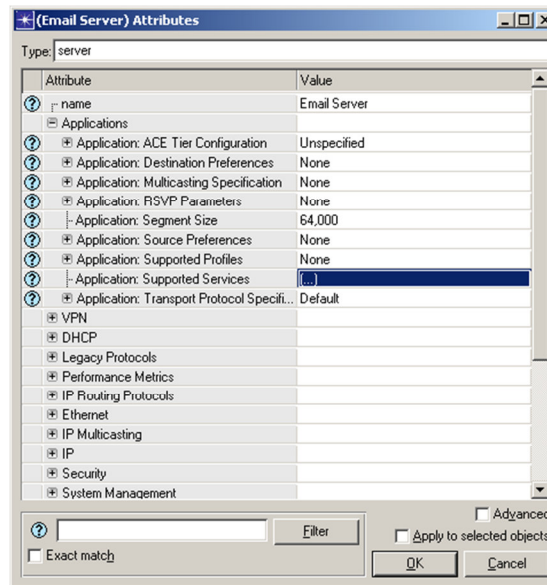 (Email Server) Attributes
Type: server
Attribute Value
name Email Server
Applications
Application: ACE Tier Configuration Unspecified
Application: Destination Preferences None
Application: Multicasting Specification None
Application: RSVP Parameters None
Application: Segment Size 64,000
Application: Source Preferences None
Application: Supported Profiles None
Application: Supported Services (...)
Application: Transport Protocol Specifi... Default
VPN
DHCP
Legacy Protocols
Performance Metrics
IP Routing Protocols
Ethernet
IP Multicasting
IP
Security
System Management
Advanced
Filter
Apply to selected objects
Exact match
OK Cancel